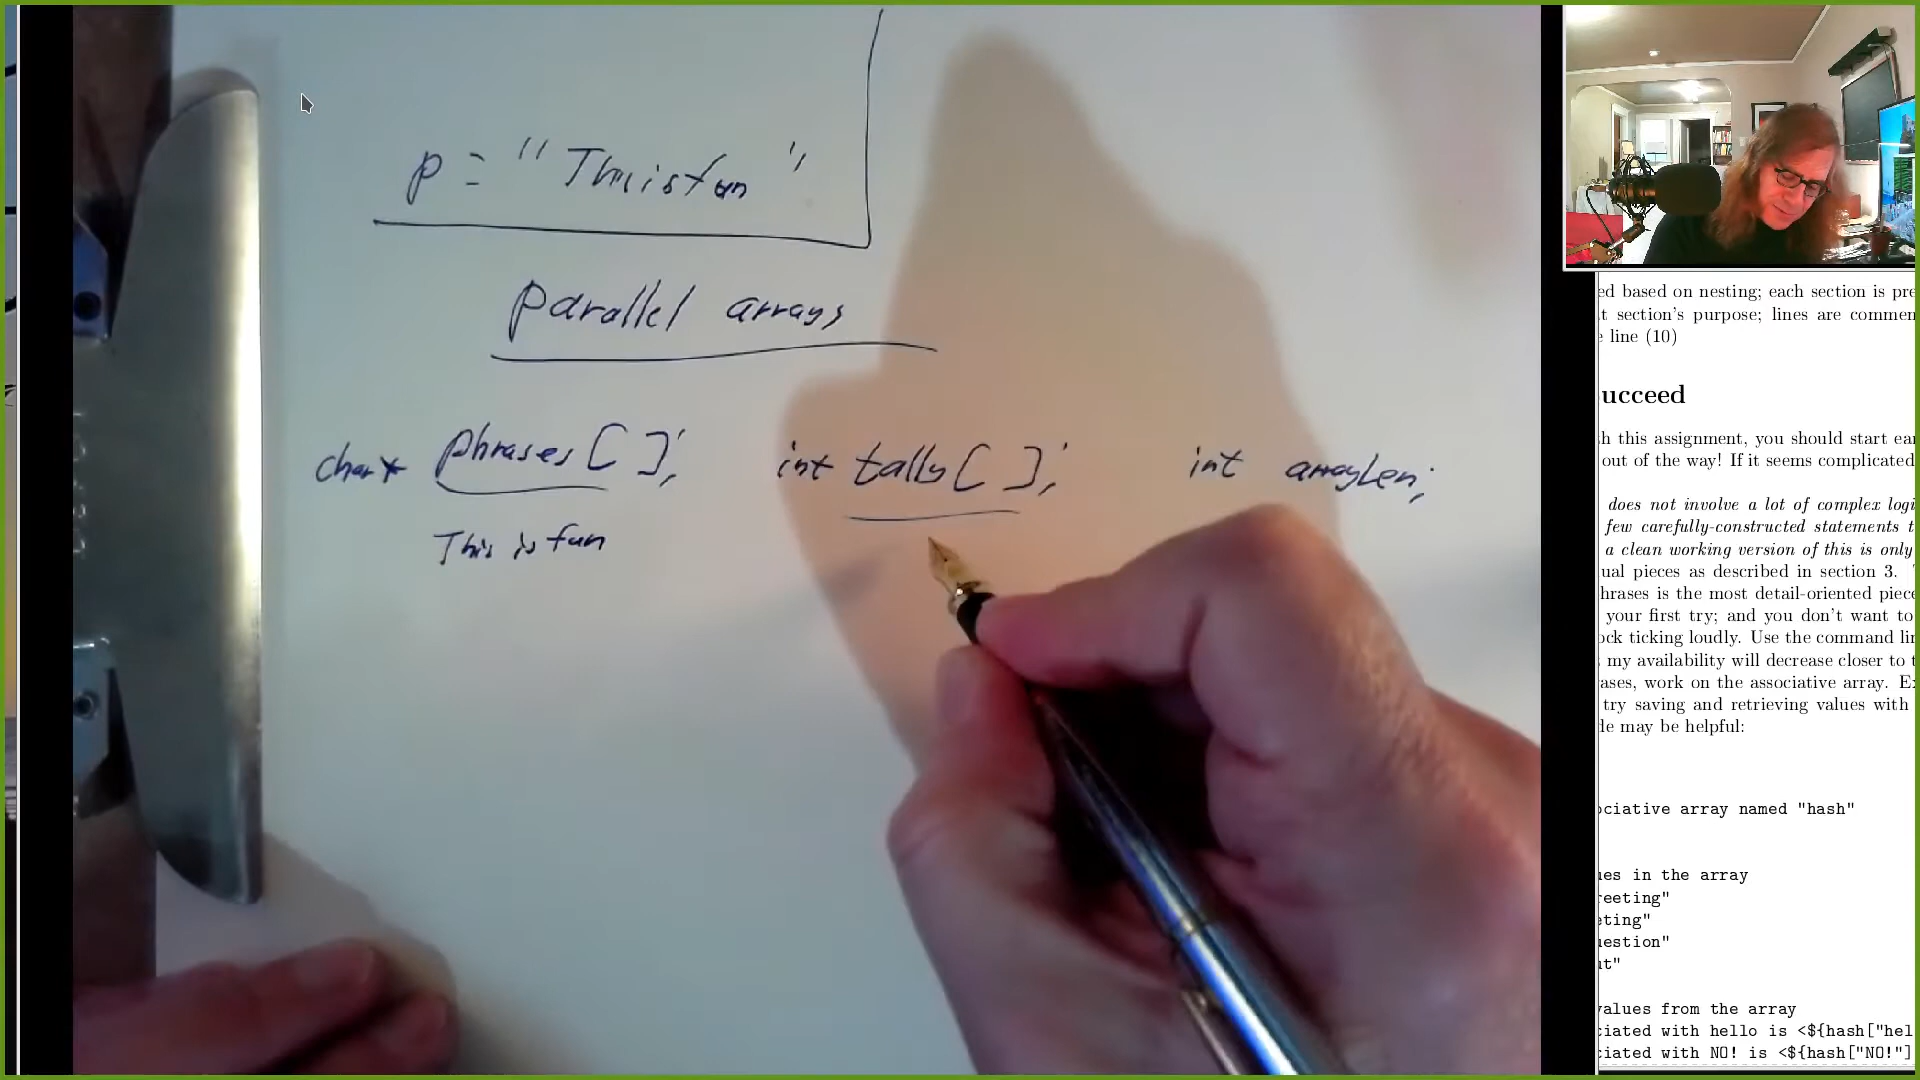 p = "Thisisfun"
parallel arrays
char* phrases[ ]; int tally[ ]; int arrayLen;
This is fun
ed based on nesting; each section is pre
t section's purpose; lines are commen
e line (10)
ucceed
h this assignment, you should start ear
out of the way! If it seems complicated
does not involve a lot of complex logi
few carefully-constructed statements t
a clean working version of this is only
ual pieces as described in section 3. T
hrases is the most detail-oriented piece
your first try; and you don't want to
ock ticking loudly. Use the command lin
my availability will decrease closer to t
ases, work on the associative array. Ex
try saving and retrieving values with
de may be helpful:
ociative array named "hash"
ues in the array
reeting"
eting"
uestion"
ut"
values from the array
ciated with hello is <${hash["hel
ciated with NO! is <${hash["NO!"]